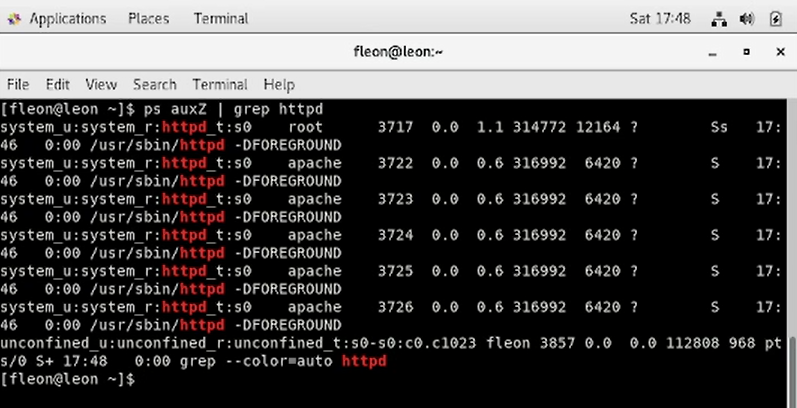 Applications Places Terminal Sat 17:48
fleon@leon:~
File Edit View Search Terminal Help
[fleon@leon ~]$ ps auxZ | grep httpd
system_u:system_r:httpd_t:s0    root      3717  0.0  1.1 314772 12164 ?        Ss   17:
46   0:00 /usr/sbin/httpd -DFOREGROUND
system_u:system_r:httpd_t:s0    apache    3722  0.0  0.6 316992  6420 ?        S    17:
46   0:00 /usr/sbin/httpd -DFOREGROUND
system_u:system_r:httpd_t:s0    apache    3723  0.0  0.6 316992  6420 ?        S    17:
46   0:00 /usr/sbin/httpd -DFOREGROUND
system_u:system_r:httpd_t:s0    apache    3724  0.0  0.6 316992  6420 ?        S    17:
46   0:00 /usr/sbin/httpd -DFOREGROUND
system_u:system_r:httpd_t:s0    apache    3725  0.0  0.6 316992  6420 ?        S    17:
46   0:00 /usr/sbin/httpd -DFOREGROUND
system_u:system_r:httpd_t:s0    apache    3726  0.0  0.6 316992  6420 ?        S    17:
46   0:00 /usr/sbin/httpd -DFOREGROUND
unconfined_u:unconfined_r:unconfined_t:s0-s0:c0.c1023 fleon 3857 0.0  0.0 112808 968 pt
s/0 S+ 17:48   0:00 grep --color=auto httpd
[fleon@leon ~]$